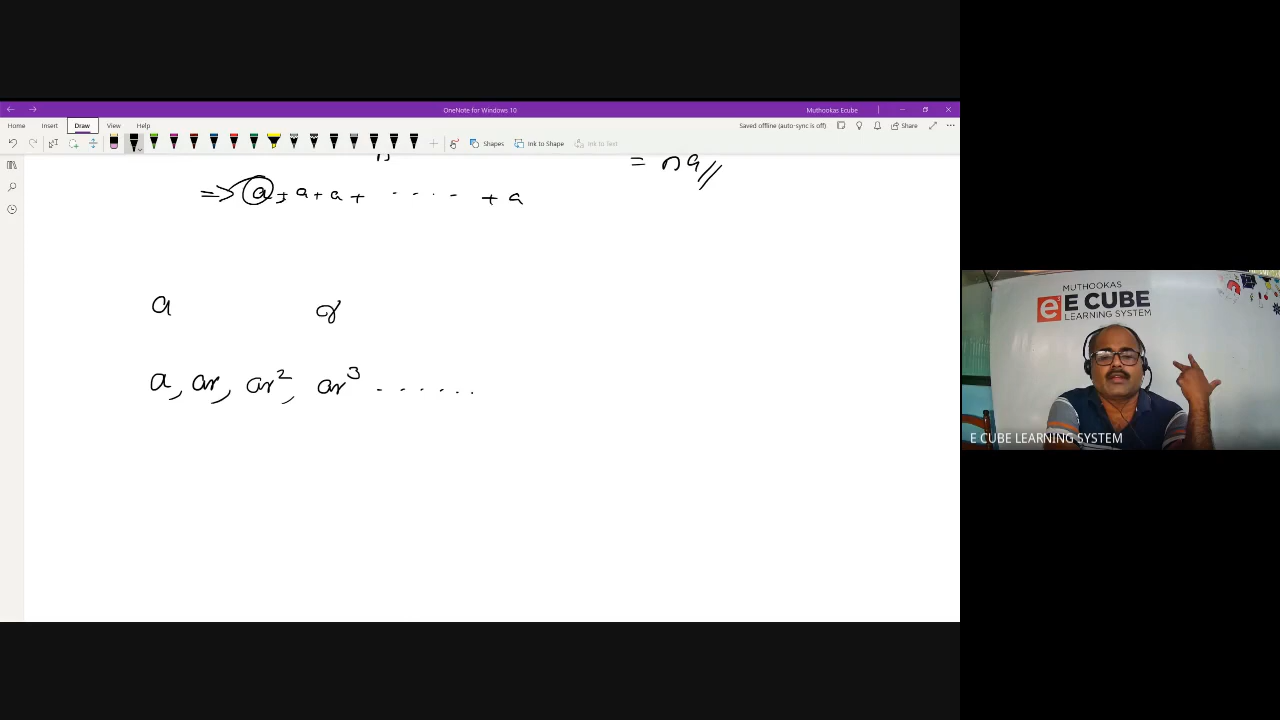 OneNote for Windows 10
Muthookas Ecube
Home Insert Draw View Help
Saved offline (auto-sync is off) Share
Shapes Ink to Shape Ink to Text
= na
=> a + a + a + ..... + a
a r
a, ar, ar², ar³ ......
MUTHOOKAS
e³ E CUBE
LEARNING SYSTEM
E CUBE LEARNING SYSTEM